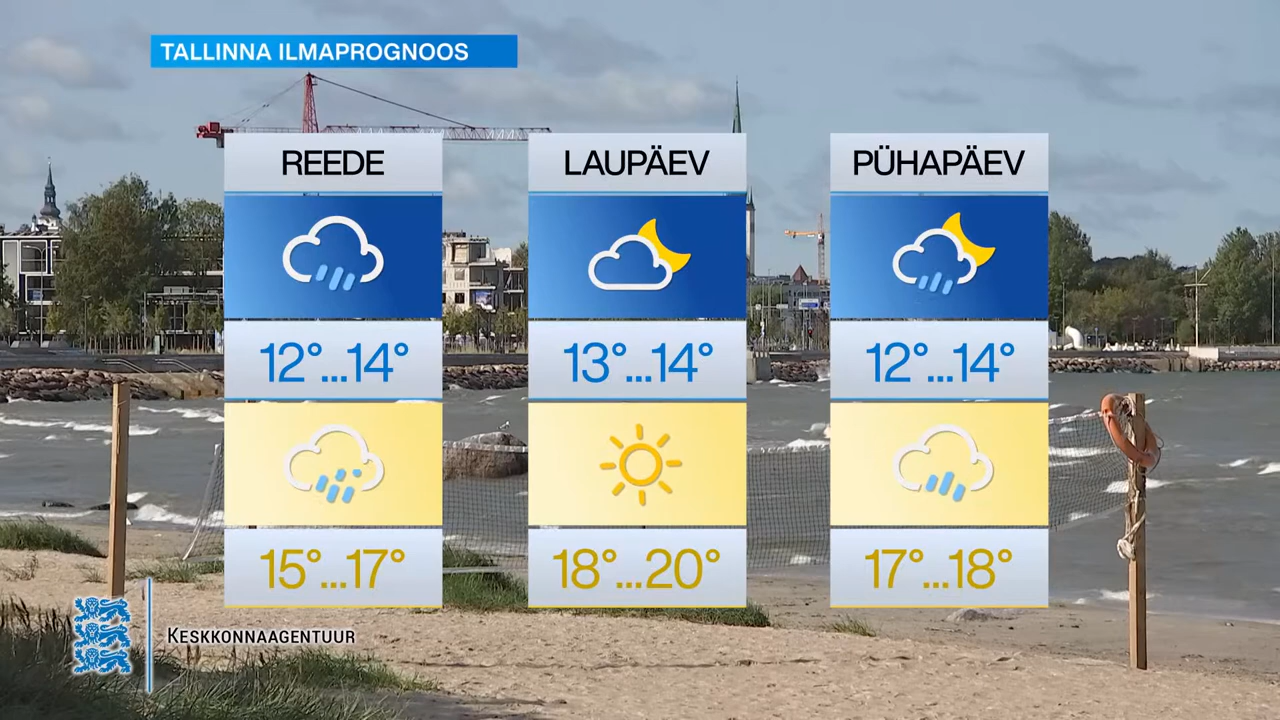 TALLINNA ILMAPROGNOOS
REEDE
12°...14°
15°...17°
LAUPÄEV
13°...14°
18°...20°
PÜHAPÄEV
12°...14°
17°...18°
KESKKONNAAGENTUUR